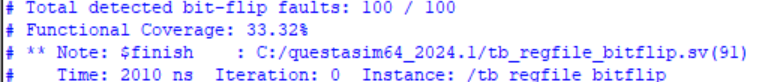 # Total detected bit-flip faults: 100 / 100
# Functional Coverage: 33.32%
# ** Note: $finish    : C:/questasim64_2024.1/tb_regfile_bitflip.sv(91)
#    Time: 2010 ns  Iteration: 0  Instance: /tb_regfile_bitflip